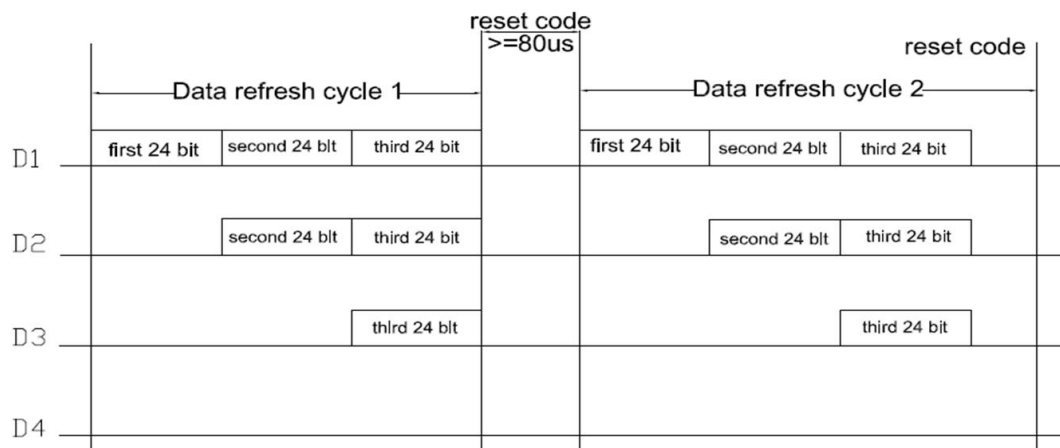 reset code
>=80us
reset code
Data refresh cycle 1
Data refresh cycle 2
D1 first 24 bit second 24 blt third 24 bit first 24 bit second 24 blt third 24 bit
D2 second 24 blt third 24 bit second 24 blt third 24 bit
D3 thlrd 24 blt third 24 bit
D4